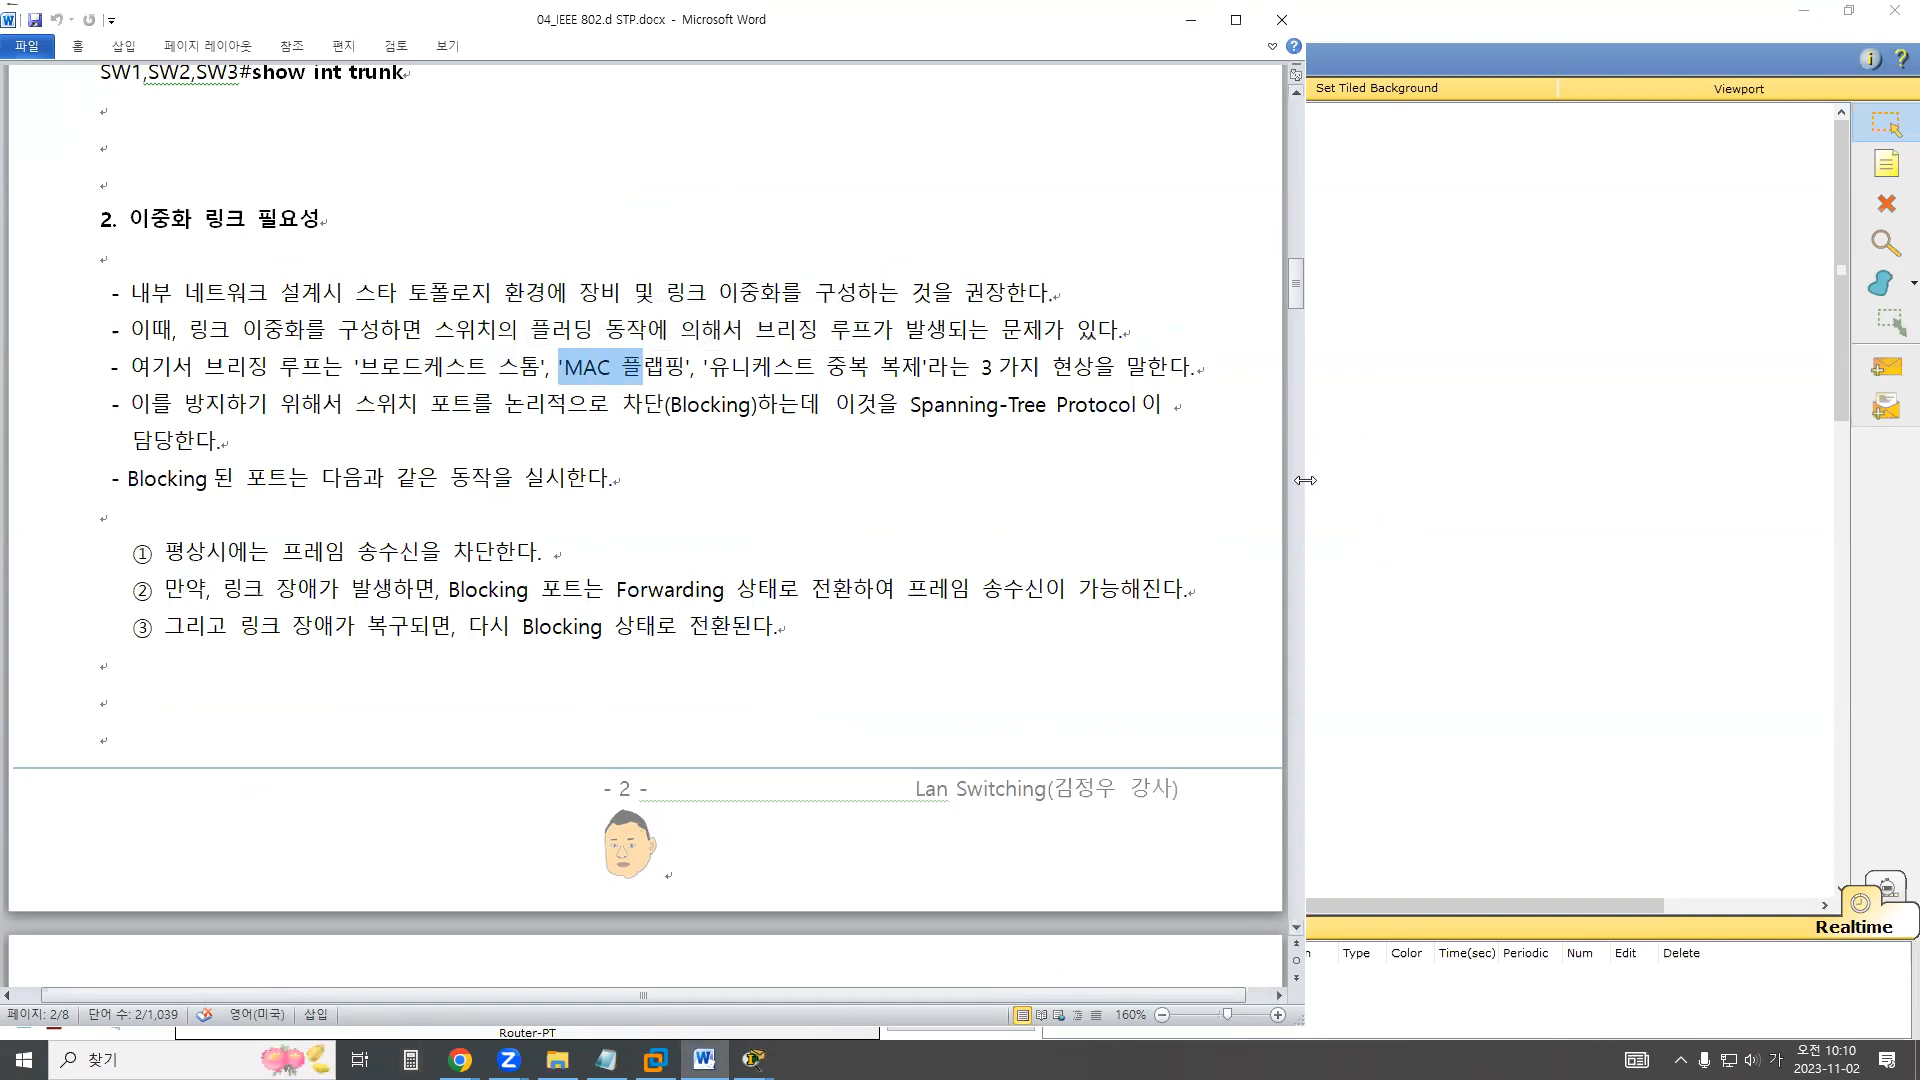 04_IEEE 802.d STP.docx - Microsoft Word
파일 홈 삽입 페이지 레이아웃 참조 편지 검토 보기
SW1,SW2,SW3#show int trunk
2. 이중화 링크 필요성
- 내부 네트워크 설계시 스타 토폴로지 환경에 장비 및 링크 이중화를 구성하는 것을 권장한다.
- 이때, 링크 이중화를 구성하면 스위치의 플러딩 동작에 의해서 브리징 루프가 발생되는 문제가 있다.
- 여기서 브리징 루프는 '브로드케스트 스톰', 'MAC 플랩핑', '유니케스트 중복 복제'라는 3가지 현상을 말한다.
- 이를 방지하기 위해서 스위치 포트를 논리적으로 차단(Blocking)하는데 이것을 Spanning-Tree Protocol이
담당한다.
- Blocking된 포트는 다음과 같은 동작을 실시한다.
① 평상시에는 프레임 송수신을 차단한다.
② 만약, 링크 장애가 발생하면, Blocking 포트는 Forwarding 상태로 전환하여 프레임 송수신이 가능해진다.
③ 그리고 링크 장애가 복구되면, 다시 Blocking 상태로 전환된다.
- 2 - Lan Switching(김정우 강사)
페이지: 2/8 단어 수: 2/1,039 영어(미국) 삽입 160%
Set Tiled Background Viewport
Realtime
Type Color Time(sec) Periodic Num Edit Delete
Router-PT
찾기
가 오전 10:10
2023-11-02